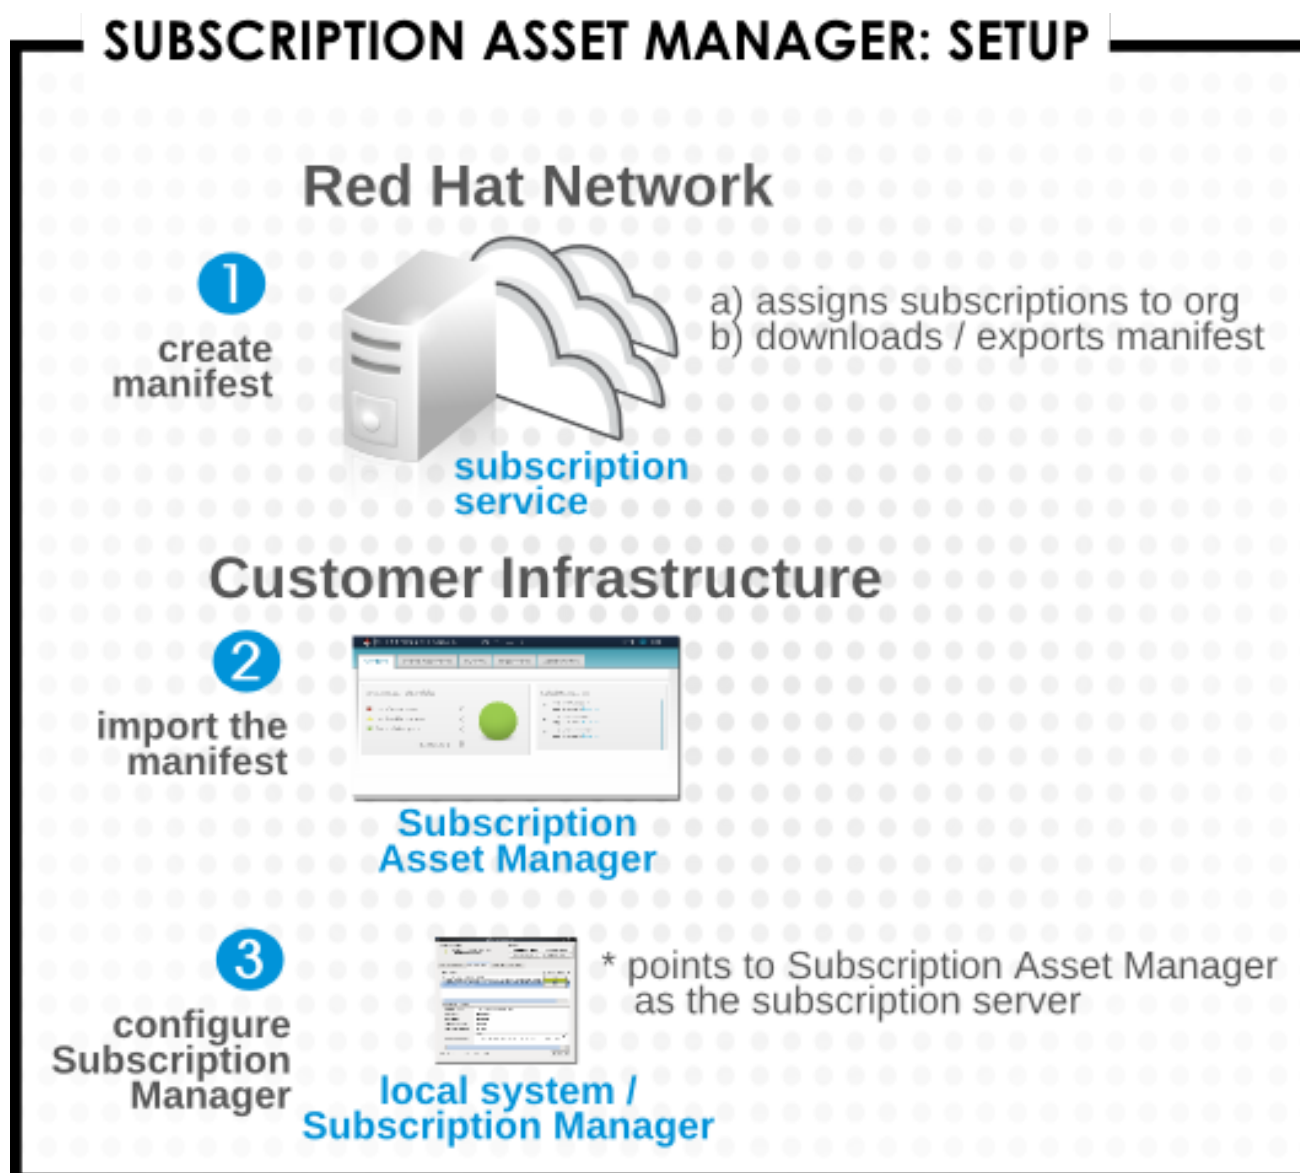 SUBSCRIPTION ASSET MANAGER: SETUP
Red Hat Network
1
create
manifest
a) assigns subscriptions to org
b) downloads / exports manifest
subscription
service
Customer Infrastructure
2
import the
manifest
Subscription
Asset Manager
3
configure
Subscription
Manager
* points to Subscription Asset Manager
as the subscription server
local system /
Subscription Manager